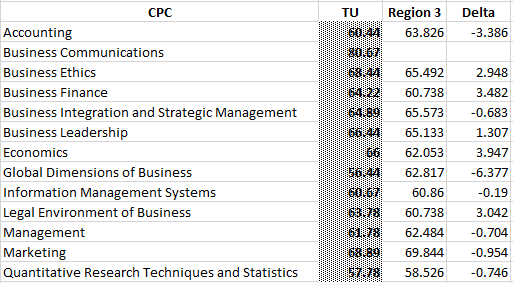 CPC TU Region 3 Delta
Accounting 60.44 63.826 -3.386
Business Communications 80.67
Business Ethics 68.44 65.492 2.948
Business Finance 64.22 60.738 3.482
Business Integration and Strategic Management 64.89 65.573 -0.683
Business Leadership 66.44 65.133 1.307
Economics 66 62.053 3.947
Global Dimensions of Business 56.44 62.817 -6.377
Information Management Systems 60.67 60.86 -0.19
Legal Environment of Business 63.78 60.738 3.042
Management 61.78 62.484 -0.704
Marketing 68.89 69.844 -0.954
Quantitative Research Techniques and Statistics 57.78 58.526 -0.746